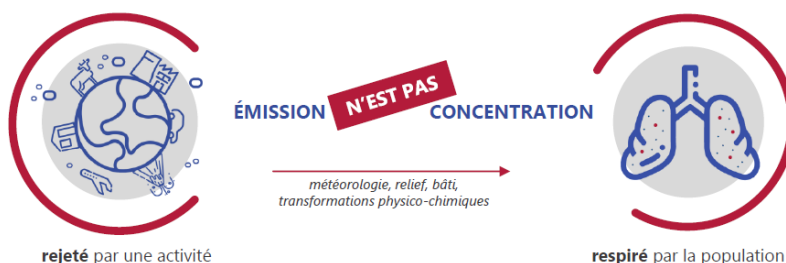 ÉMISSION N'EST PAS CONCENTRATION
météorologie, relief, bâti,
transformations physico-chimiques
rejeté par une activité
respiré par la population